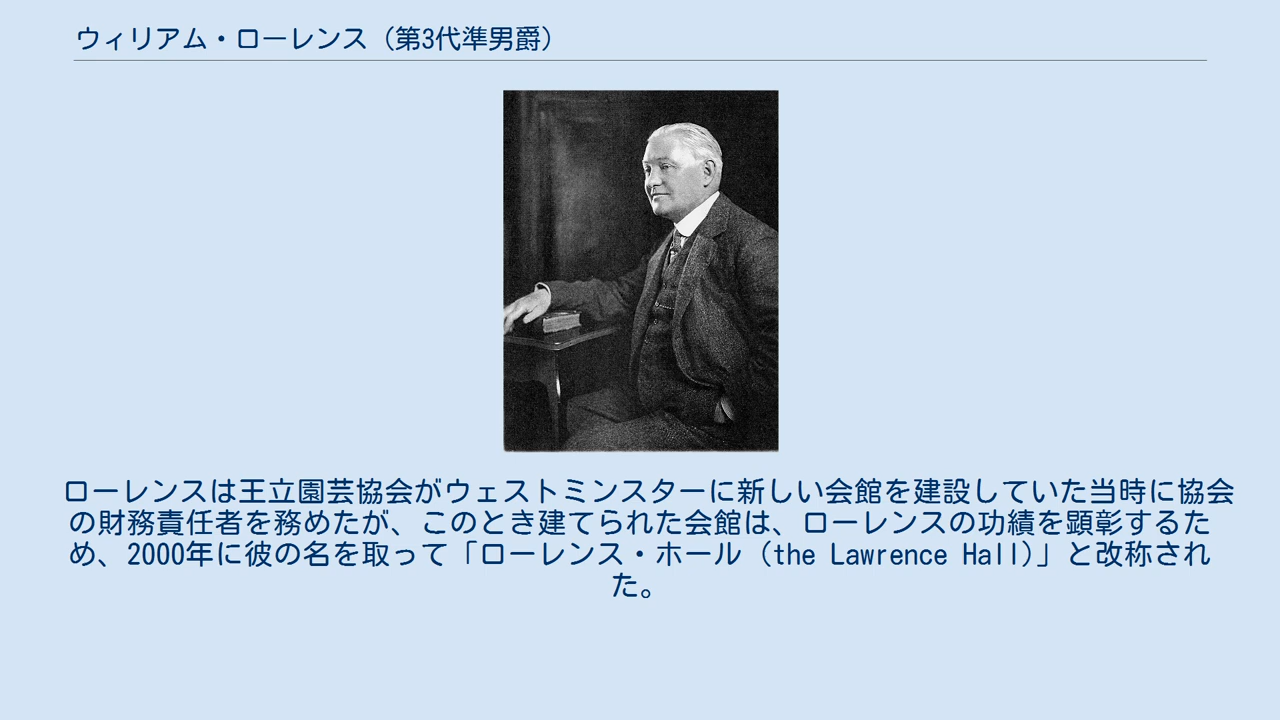 ウィリアム・ローレンス（第3代準男爵）
ローレンスは王立園芸協会がウェストミンスターに新しい会館を建設していた当時に協会
の財務責任者を務めたが、このとき建てられた会館は、ローレンスの功績を顕彰するた
め、2000年に彼の名を取って「ローレンス・ホール（the Lawrence Hall)」と改称され
た。